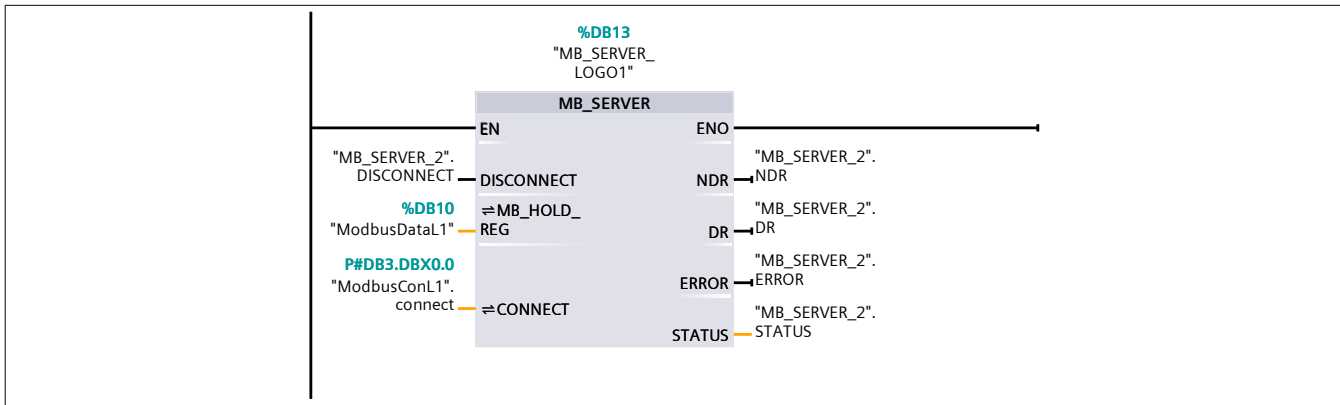 %DB13
"MB_SERVER_
LOGO1"
MB_SERVER
EN
ENO
"MB_SERVER_2".
DISCONNECT
DISCONNECT
NDR
"MB_SERVER_2".
NDR
%DB10
"ModbusDataL1"
⇌MB_HOLD_
REG
DR
"MB_SERVER_2".
DR
P#DB3.DBX0.0
"ModbusConL1".
connect
⇌CONNECT
ERROR
"MB_SERVER_2".
ERROR
STATUS
"MB_SERVER_2".
STATUS